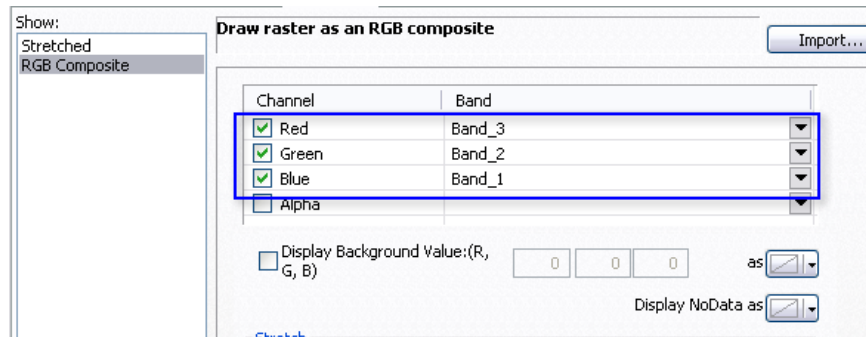 Show:
Stretched
RGB Composite
Draw raster as an RGB composite
Import...
Channel Band
Red Band_3
Green Band_2
Blue Band_1
Alpha
Display Background Value:(R,
G, B) 0 0 0 as
Display NoData as
Stretch